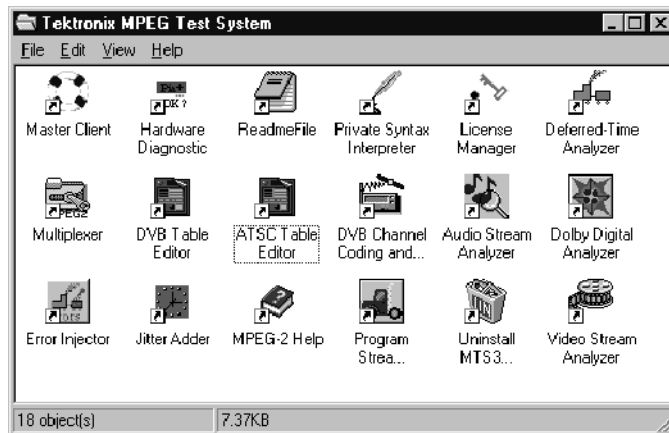 Tektronix MPEG Test System
File Edit View Help
Master Client
Hardware
Diagnostic
ReadmeFile
Private Syntax
Interpreter
License
Manager
Deferred-Time
Analyzer
Multiplexer
DVB Table
Editor
ATSC Table
Editor
DVB Channel
Coding and...
Audio Stream
Analyzer
Dolby Digital
Analyzer
Error Injector
Jitter Adder
MPEG-2 Help
Program
Strea...
Uninstall
MTS3...
Video Stream
Analyzer
18 object(s) 7.37KB